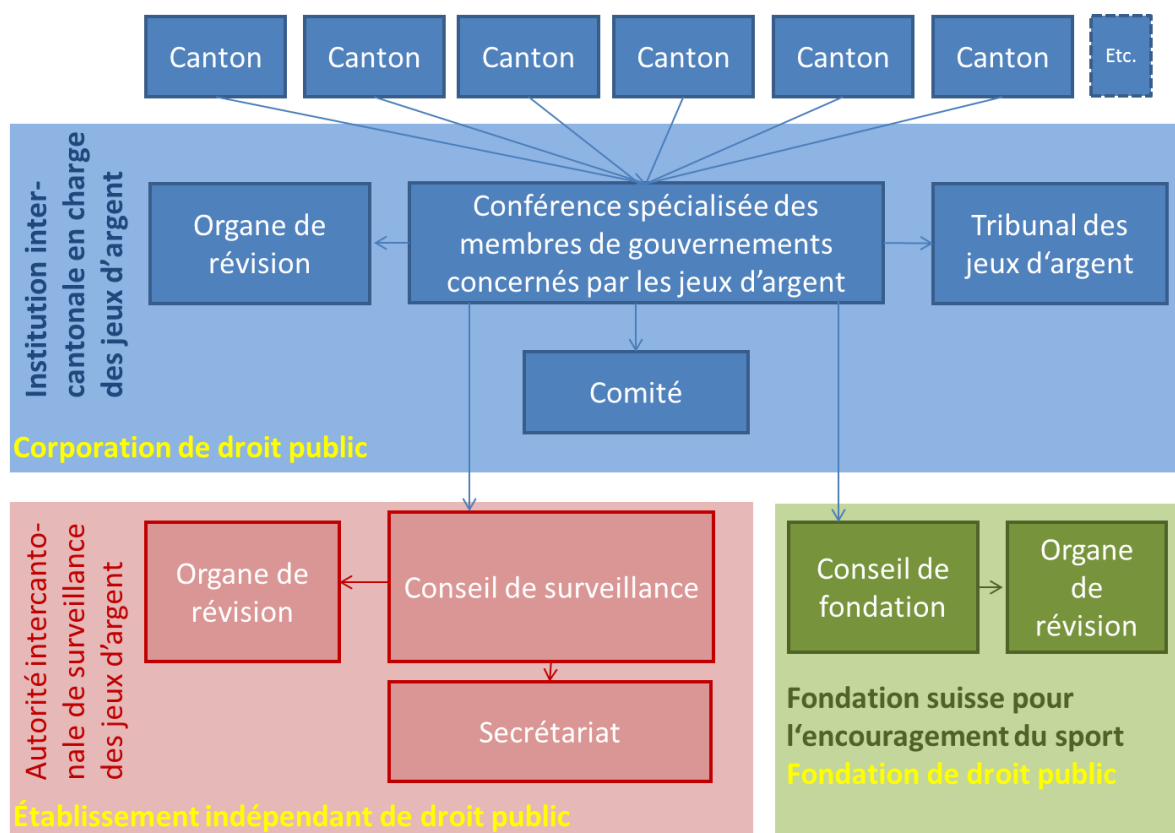 Canton
Canton
Canton
Canton
Canton
Canton
Etc.
Institution inter-
cantonale en charge
des jeux d’argent
Organe de
révision
Conférence spécialisée des
membres de gouvernements
concernés par les jeux d’argent
Tribunal des
jeux d‘argent
Comité
Corporation de droit public
Autorité intercanto-
nale de surveillance
des jeux d’argent
Organe de
révision
Conseil de surveillance
Secrétariat
Établissement indépendant de droit public
Conseil de
fondation
Organe
de
révision
Fondation suisse pour
l‘encouragement du sport
Fondation de droit public